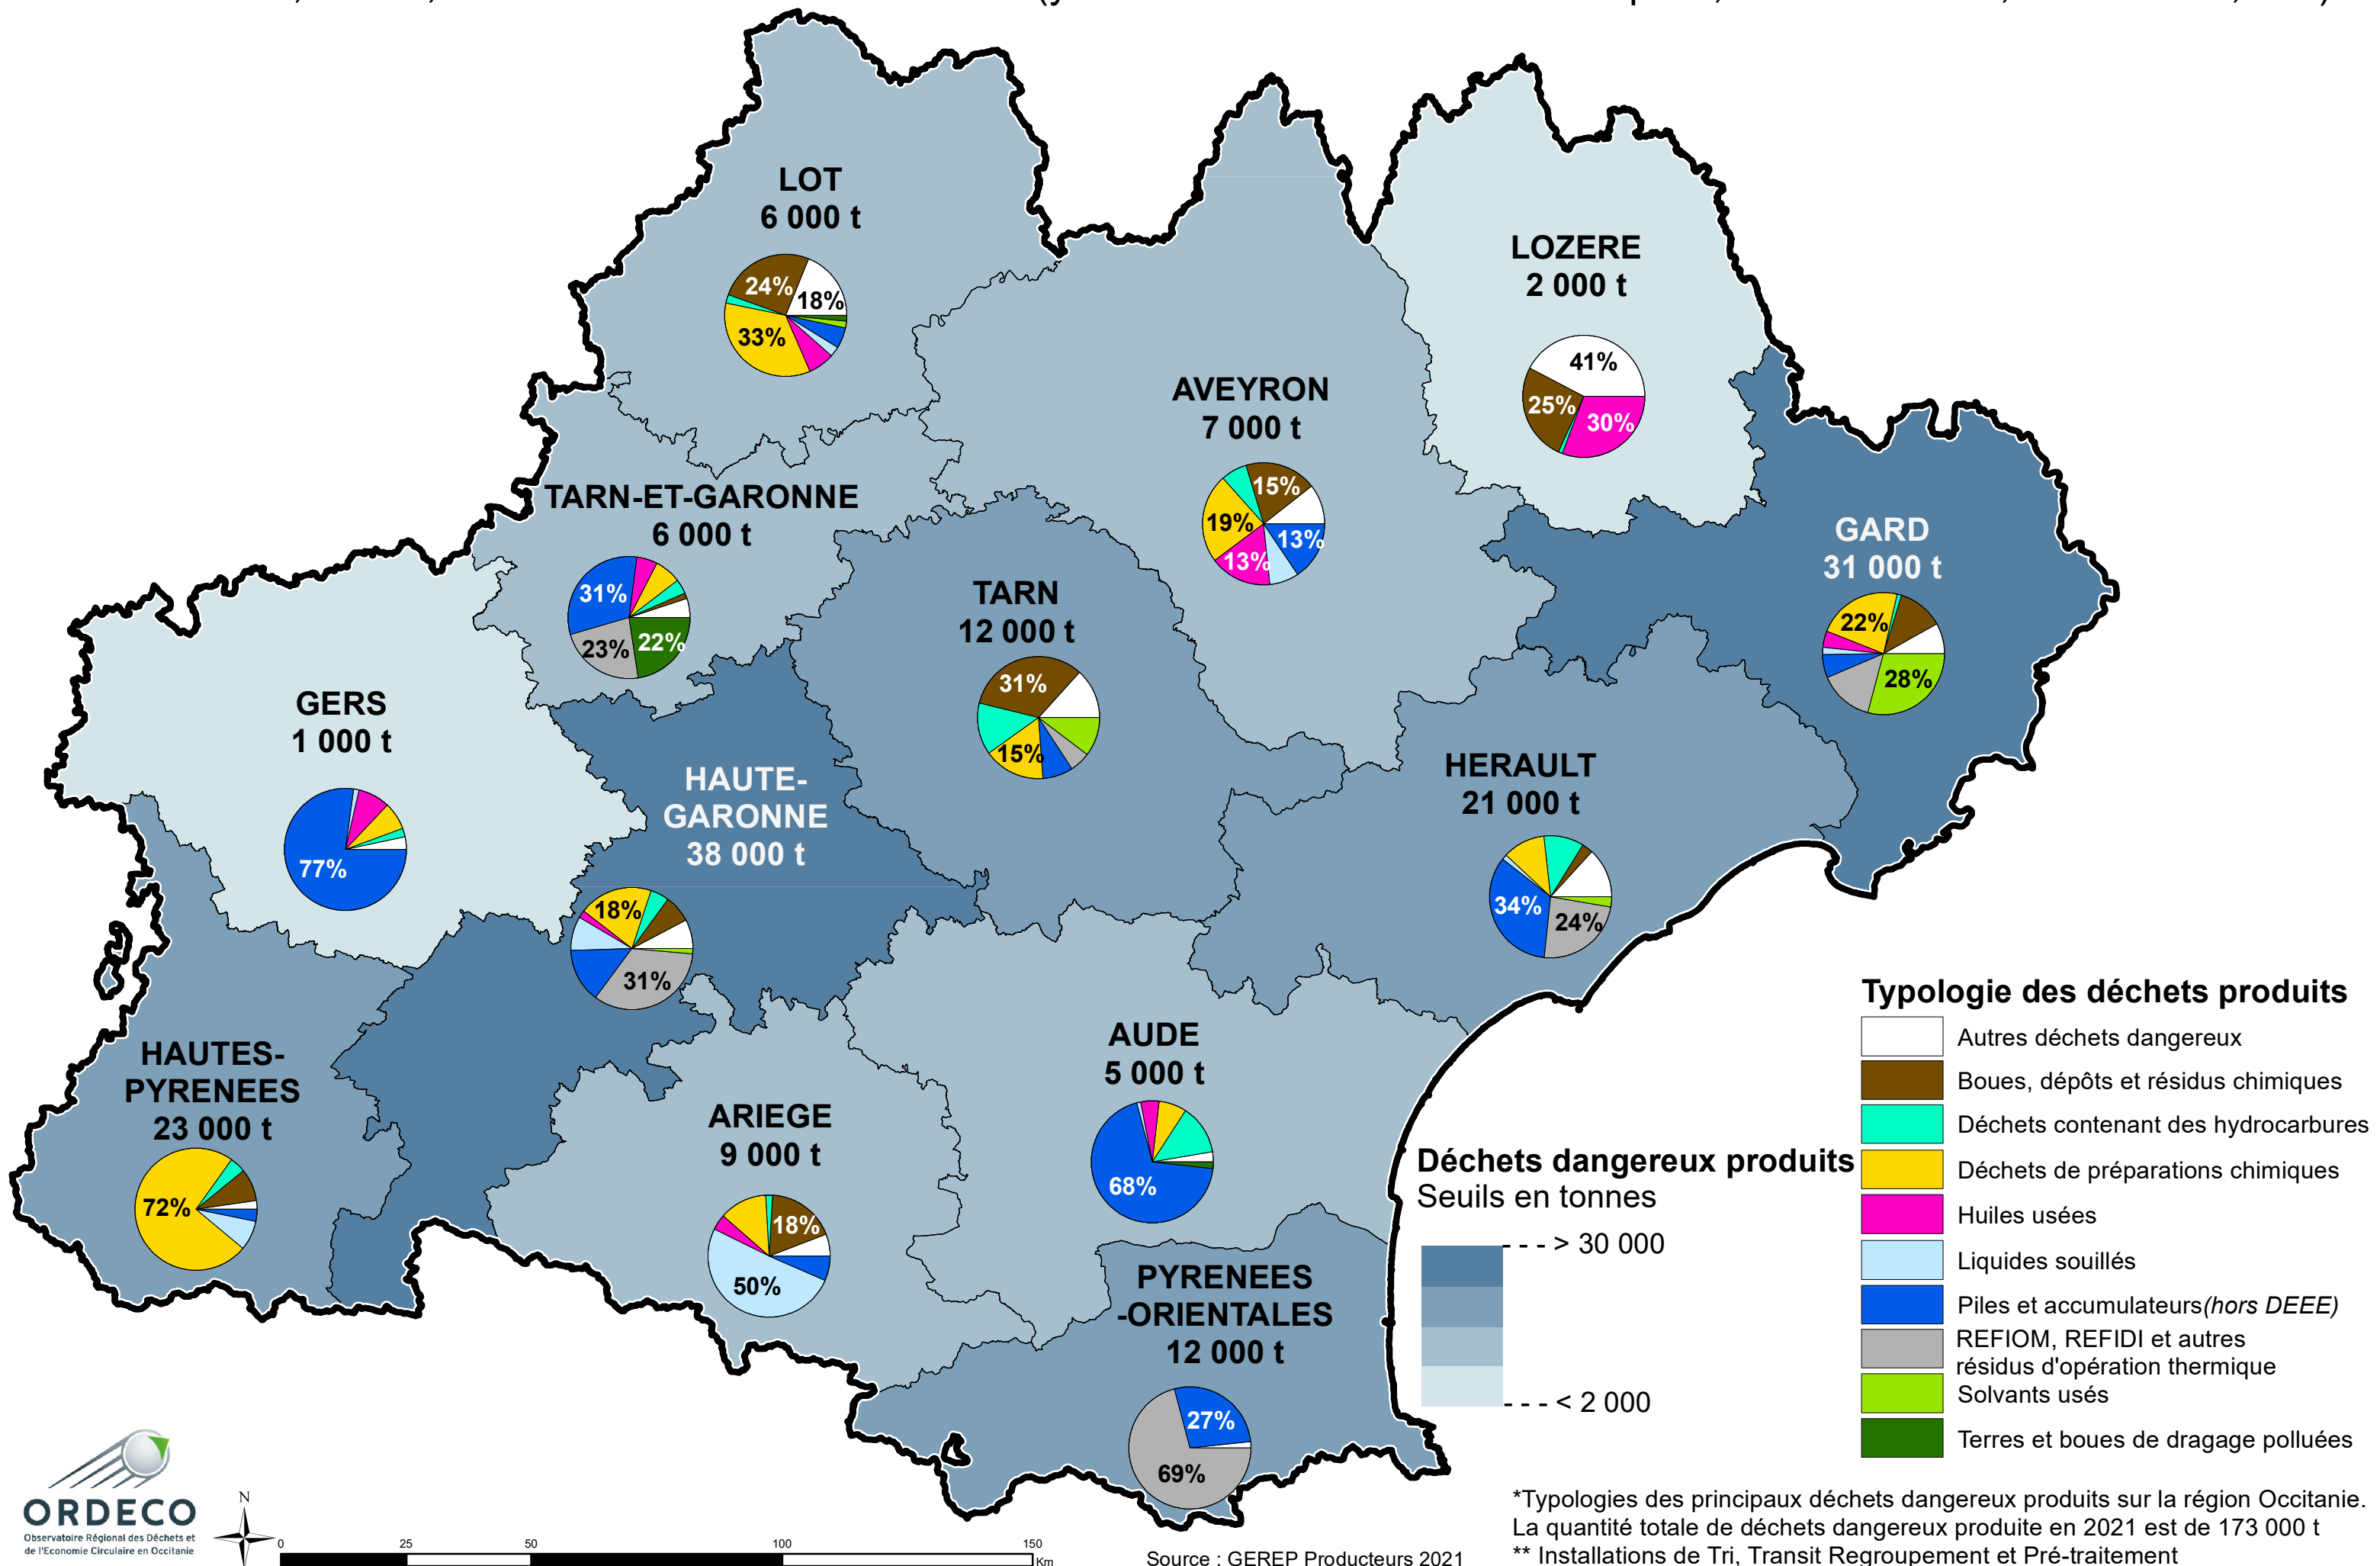 LOT
6 000 t
24%
18%
33%
LOZERE
2 000 t
41%
25%
30%
AVEYRON
7 000 t
15%
19%
13%
13%
TARN-ET-GARONNE
6 000 t
31%
23%
22%
GARD
31 000 t
22%
28%
TARN
12 000 t
31%
15%
GERS
1 000 t
77%
HAUTE-
GARONNE
38 000 t
18%
31%
HERAULT
21 000 t
34%
24%
HAUTES-
PYRENEES
23 000 t
72%
ARIEGE
9 000 t
18%
50%
AUDE
5 000 t
68%
PYRENEES
-ORIENTALES
12 000 t
27%
69%
Déchets dangereux produits
Seuils en tonnes
> 30 000
< 2 000
Typologie des déchets produits
Autres déchets dangereux
Boues, dépôts et résidus chimiques
Déchets contenant des hydrocarbures
Déchets de préparations chimiques
Huiles usées
Liquides souillés
Piles et accumulateurs(hors DEEE)
REFIOM, REFIDI et autres
résidus d'opération thermique
Solvants usés
Terres et boues de dragage polluées
*Typologies des principaux déchets dangereux produits sur la région Occitanie.
La quantité totale de déchets dangereux produite en 2021 est de 173 000 t
** Installations de Tri, Transit Regroupement et Pré-traitement
ORDECO
Observatoire Régional des Déchets et
de l'Economie Circulaire en Occitanie
N
0 25 50 100 150
Km
Source : GEREP Producteurs 2021